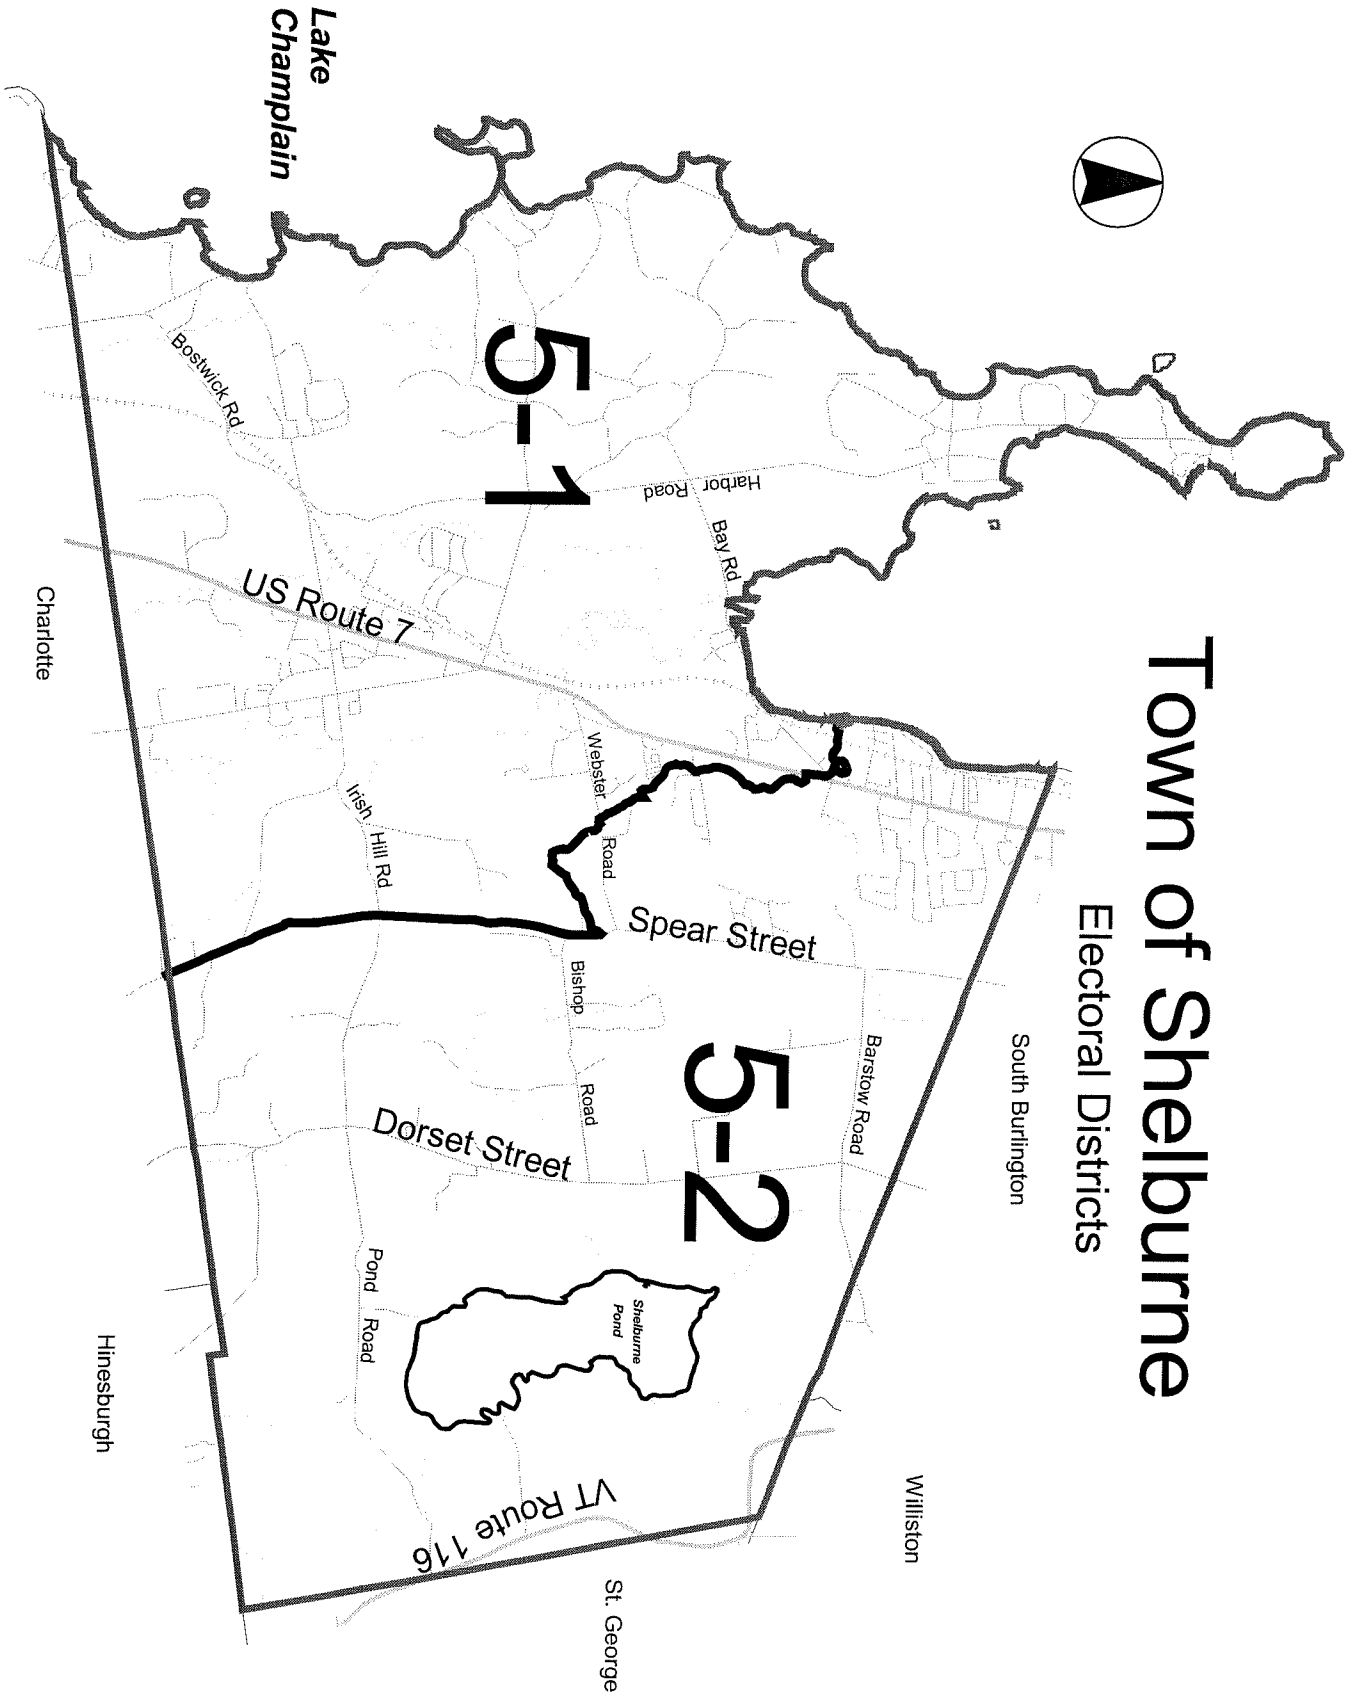 Town of Shelburne
Electoral Districts
South Burlington
Williston
St. George
Hinesburgh
Charlotte
Lake
Champlain
5-1
5-2
Bostwick Rd
Harbor Road
Bay Rd
US Route 7
Webster Road
Irish Hill Rd
Spear Street
Bishop Road
Barstow Road
Dorset Street
Pond Road
Shelburne
Pond
VT Route 116